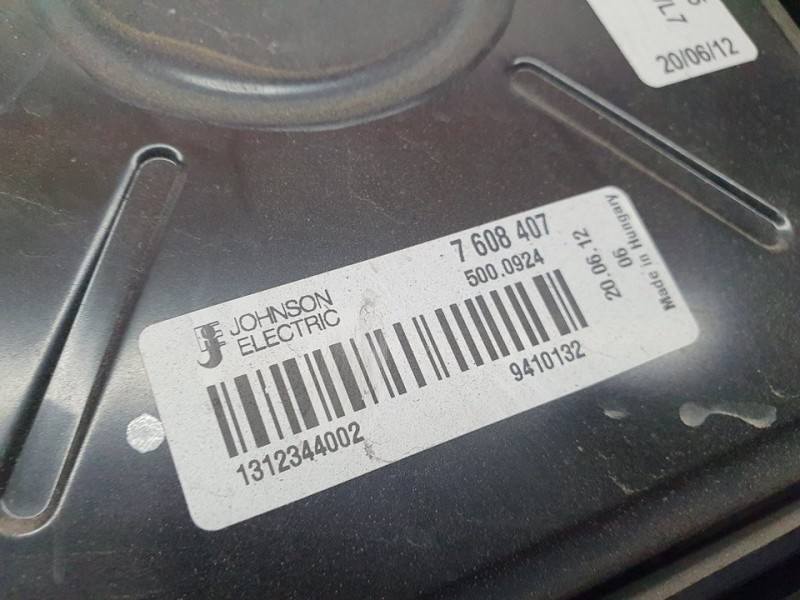 /L7
20/06/12
JOHNSON
ELECTRIC
7 608 407
500.0924
1312344002
9410132
20.06.12
06
Made in Hungary